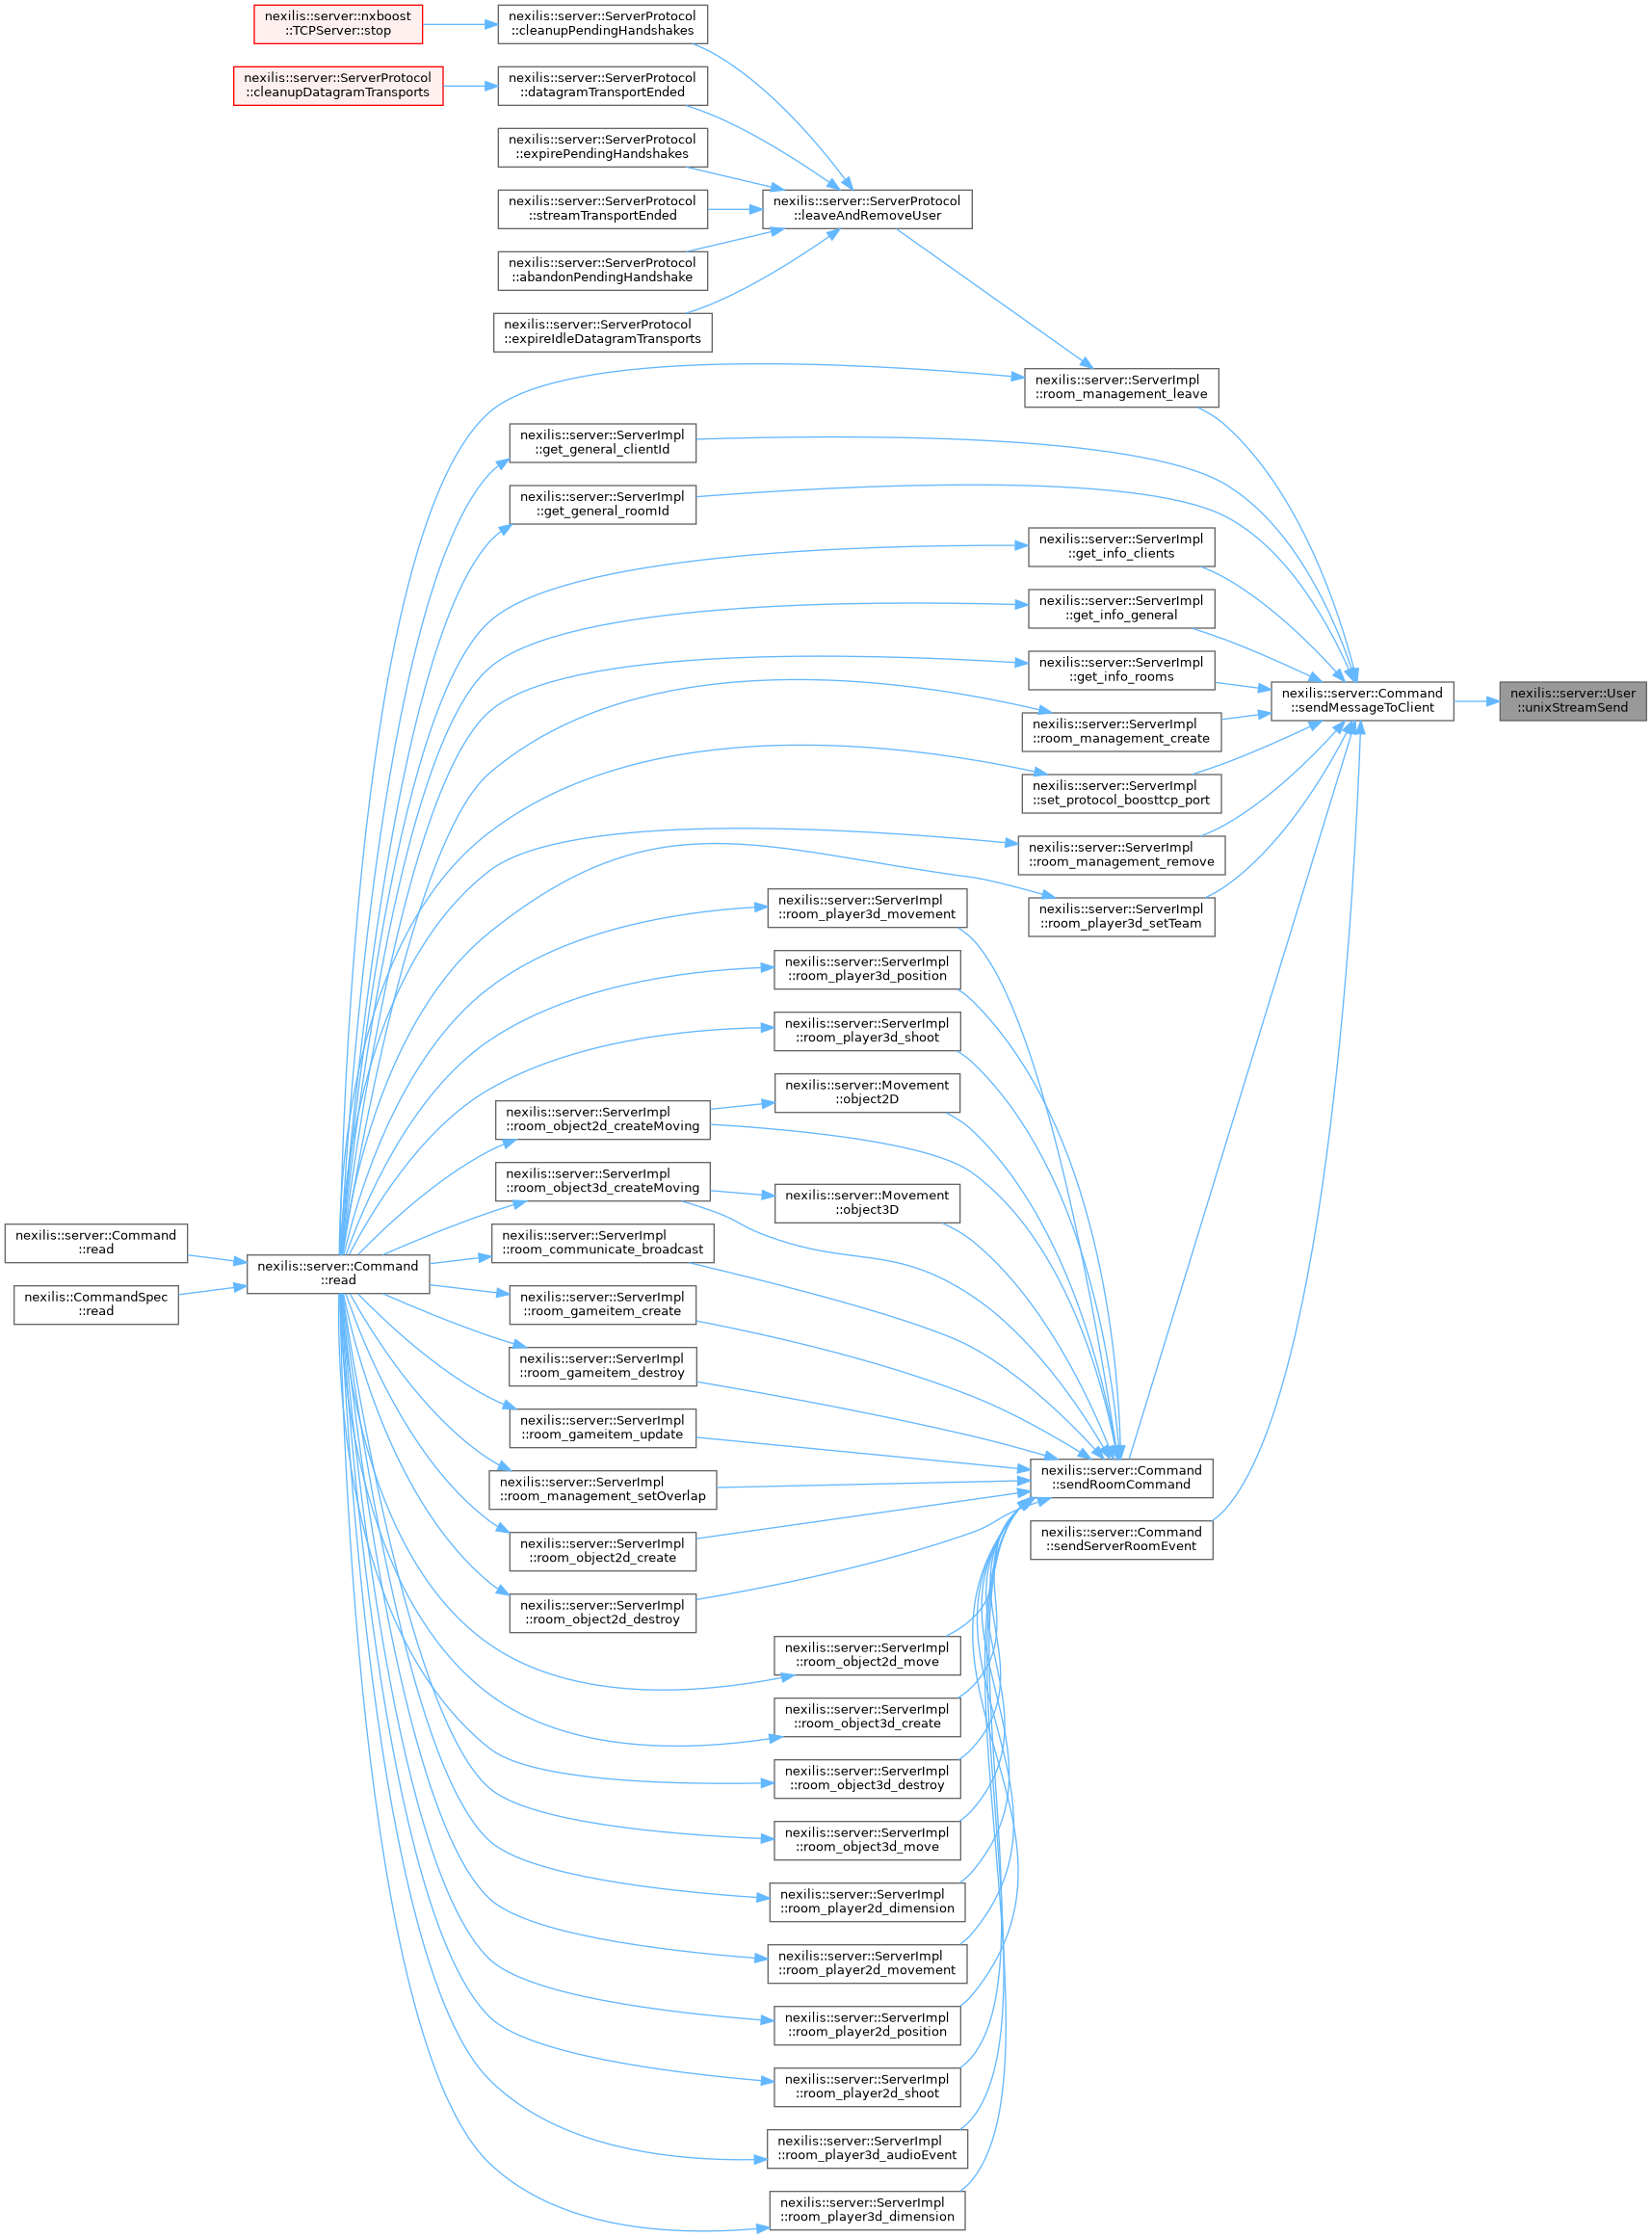 nexilis::server::nxboost
::TCPServer::stop
nexilis::server::ServerProtocol
::cleanupPendingHandshakes
nexilis::server::ServerProtocol
::cleanupDatagramTransports
nexilis::server::ServerProtocol
::datagramTransportEnded
nexilis::server::ServerProtocol
::expirePendingHandshakes
nexilis::server::ServerProtocol
::streamTransportEnded
nexilis::server::ServerProtocol
::leaveAndRemoveUser
nexilis::server::ServerProtocol
::abandonPendingHandshake
nexilis::server::ServerProtocol
::expireIdleDatagramTransports
nexilis::server::ServerImpl
::room_management_leave
nexilis::server::ServerImpl
::get_general_clientId
nexilis::server::ServerImpl
::get_general_roomId
nexilis::server::ServerImpl
::get_info_clients
nexilis::server::ServerImpl
::get_info_general
nexilis::server::ServerImpl
::get_info_rooms
nexilis::server::Command
::sendMessageToClient
nexilis::server::User
::unixStreamSend
nexilis::server::ServerImpl
::room_management_create
nexilis::server::ServerImpl
::set_protocol_boosttcp_port
nexilis::server::ServerImpl
::room_management_remove
nexilis::server::ServerImpl
::room_player3d_movement
nexilis::server::ServerImpl
::room_player3d_setTeam
nexilis::server::ServerImpl
::room_player3d_position
nexilis::server::ServerImpl
::room_player3d_shoot
nexilis::server::Movement
::object2D
nexilis::server::ServerImpl
::room_object2d_createMoving
nexilis::server::ServerImpl
::room_object3d_createMoving
nexilis::server::Movement
::object3D
nexilis::server::Command
::read
nexilis::server::ServerImpl
::room_communicate_broadcast
nexilis::server::Command
::read
nexilis::CommandSpec
::read
nexilis::server::ServerImpl
::room_gameitem_create
nexilis::server::ServerImpl
::room_gameitem_destroy
nexilis::server::ServerImpl
::room_gameitem_update
nexilis::server::ServerImpl
::room_management_setOverlap
nexilis::server::Command
::sendRoomCommand
nexilis::server::Command
::sendServerRoomEvent
nexilis::server::ServerImpl
::room_object2d_create
nexilis::server::ServerImpl
::room_object2d_destroy
nexilis::server::ServerImpl
::room_object2d_move
nexilis::server::ServerImpl
::room_object3d_create
nexilis::server::ServerImpl
::room_object3d_destroy
nexilis::server::ServerImpl
::room_object3d_move
nexilis::server::ServerImpl
::room_player2d_dimension
nexilis::server::ServerImpl
::room_player2d_movement
nexilis::server::ServerImpl
::room_player2d_position
nexilis::server::ServerImpl
::room_player2d_shoot
nexilis::server::ServerImpl
::room_player3d_audioEvent
nexilis::server::ServerImpl
::room_player3d_dimension